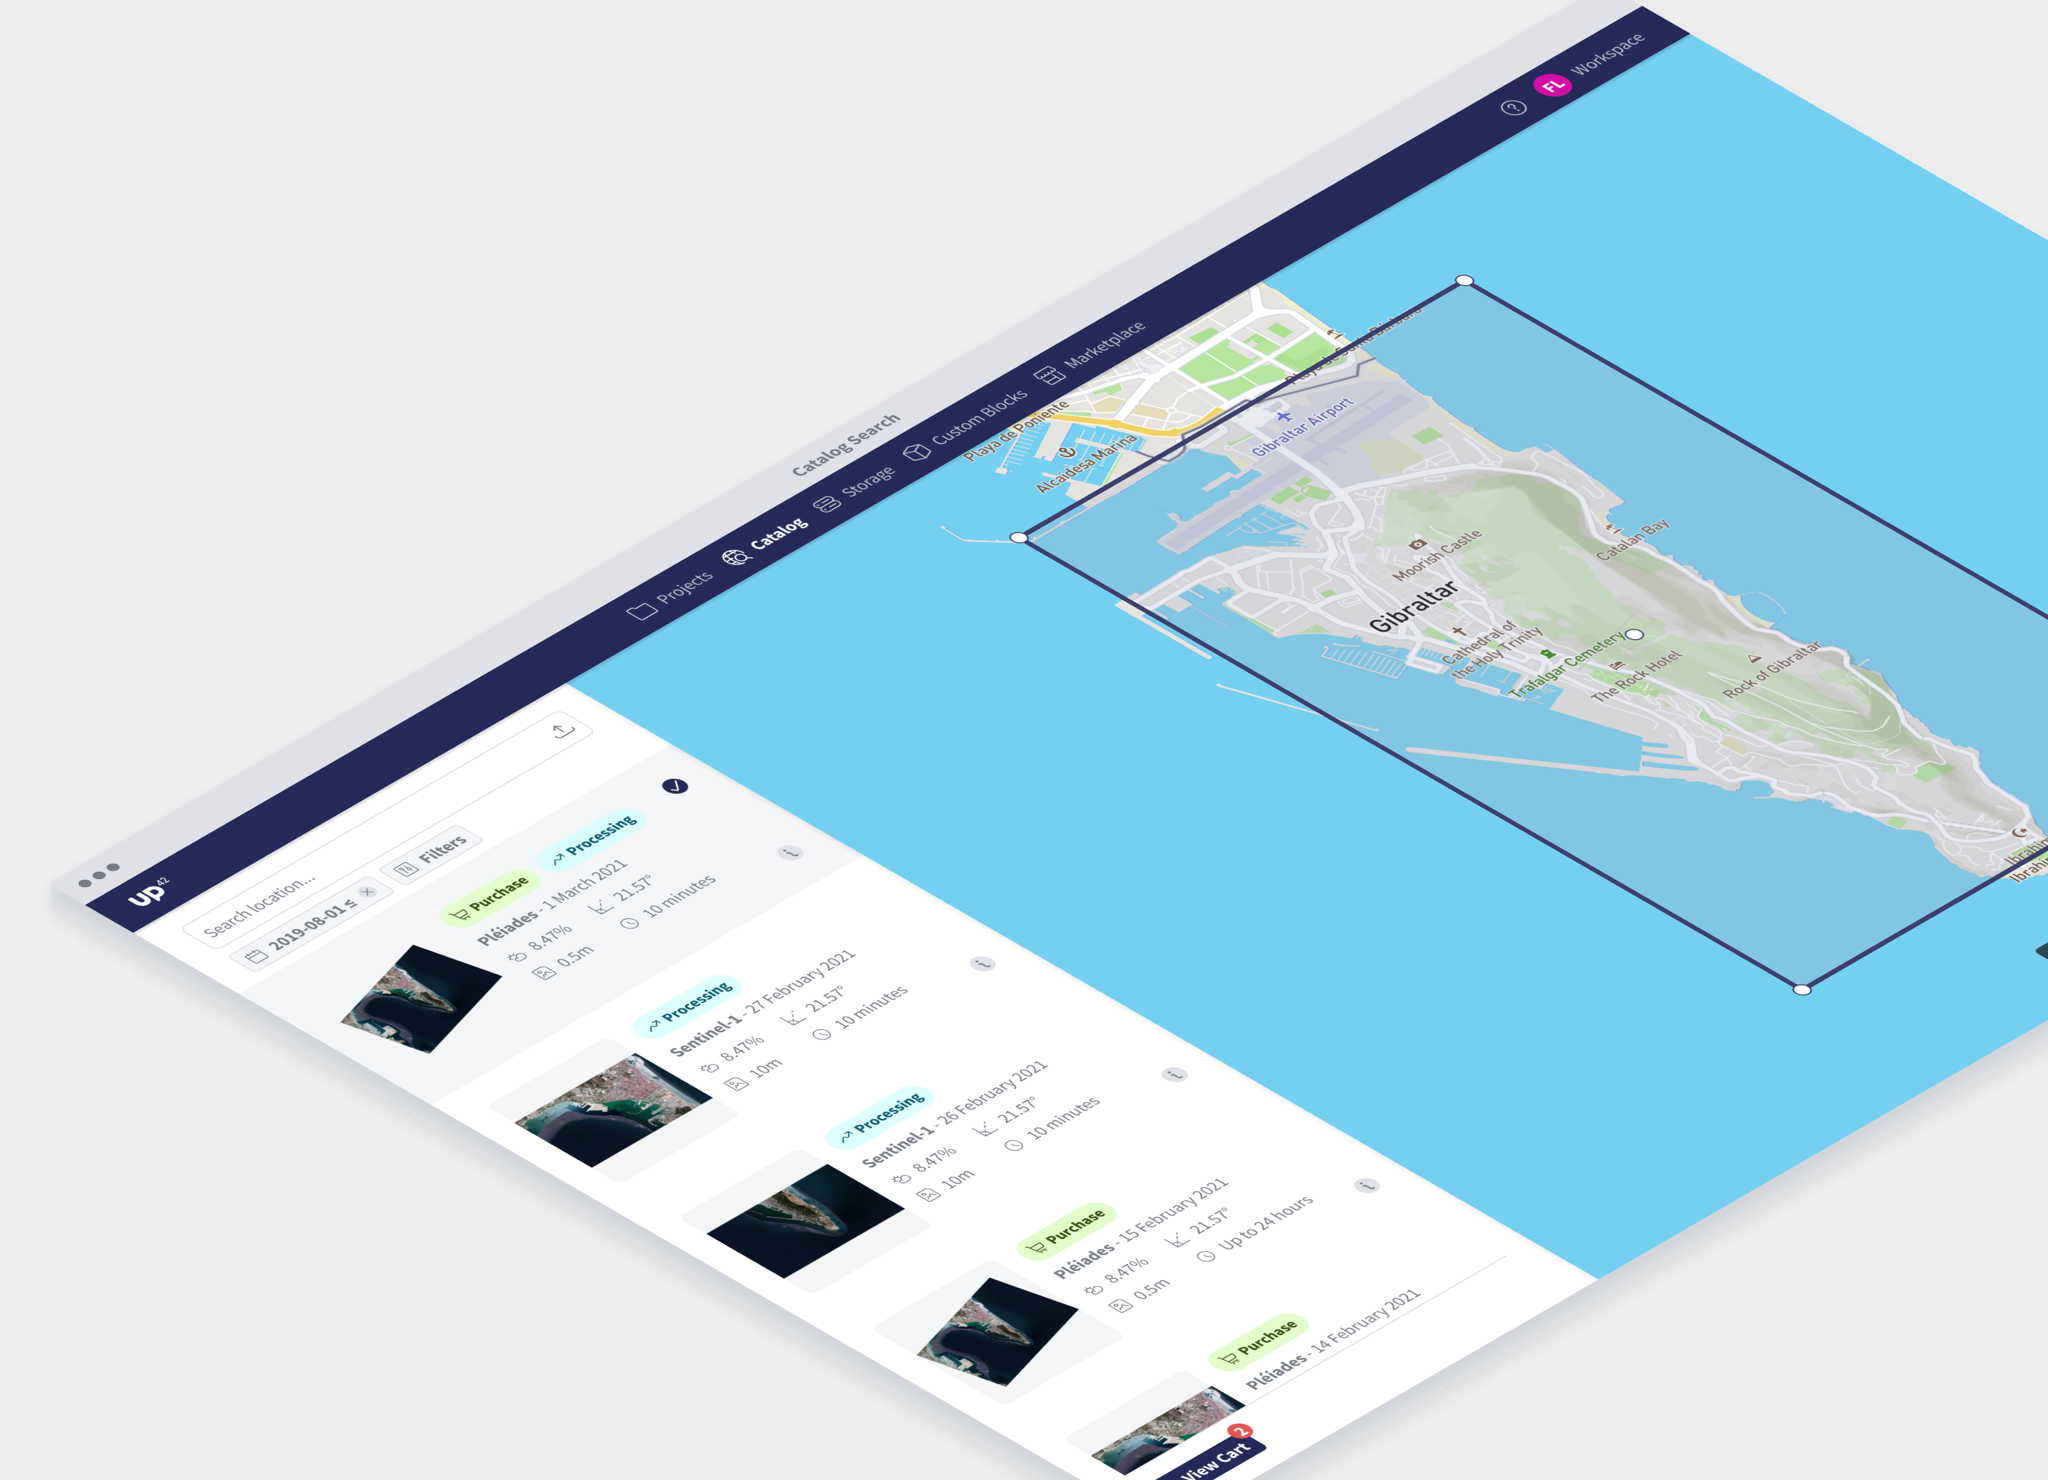 Catalog Search
UP42
Projects
Catalog
Storage
Custom Blocks
Marketplace
?
FL
Workspace
Search location...
2019-08-01 ≤
Filters
Purchase
Processing
Pléiades - 1 March 2021
8.47%
21.57°
0.5m
10 minutes
i
Processing
Sentinel-1 - 27 February 2021
8.47%
21.57°
10m
10 minutes
i
Processing
Sentinel-1 - 26 February 2021
8.47%
21.57°
10m
10 minutes
i
Purchase
Pléiades - 15 February 2021
8.47%
21.57°
0.5m
Up to 24 hours
i
Purchase
Pléiades - 14 February 2021
View Cart
2
Playa de Poniente
Alcaidesa Marina
Gibraltar Airport
Catalan Bay
Moorish Castle
Gibraltar
Cathedral of
the Holy Trinity
Trafalgar Cemetery
The Rock Hotel
Rock of Gibraltar